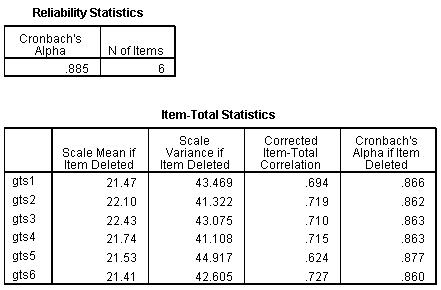 Reliability Statistics
Cronbach's
Alpha N of Items
.885 6
Item-Total Statistics
Scale Mean if
Item Deleted
Scale
Variance if
Item Deleted
Corrected
Item-Total
Correlation
Cronbach's
Alpha if Item
Deleted
gts1 21.47 43.469 .694 .866
gts2 22.10 41.322 .719 .862
gts3 22.43 43.075 .710 .863
gts4 21.74 41.108 .715 .863
gts5 21.53 44.917 .624 .877
gts6 21.41 42.605 .727 .860